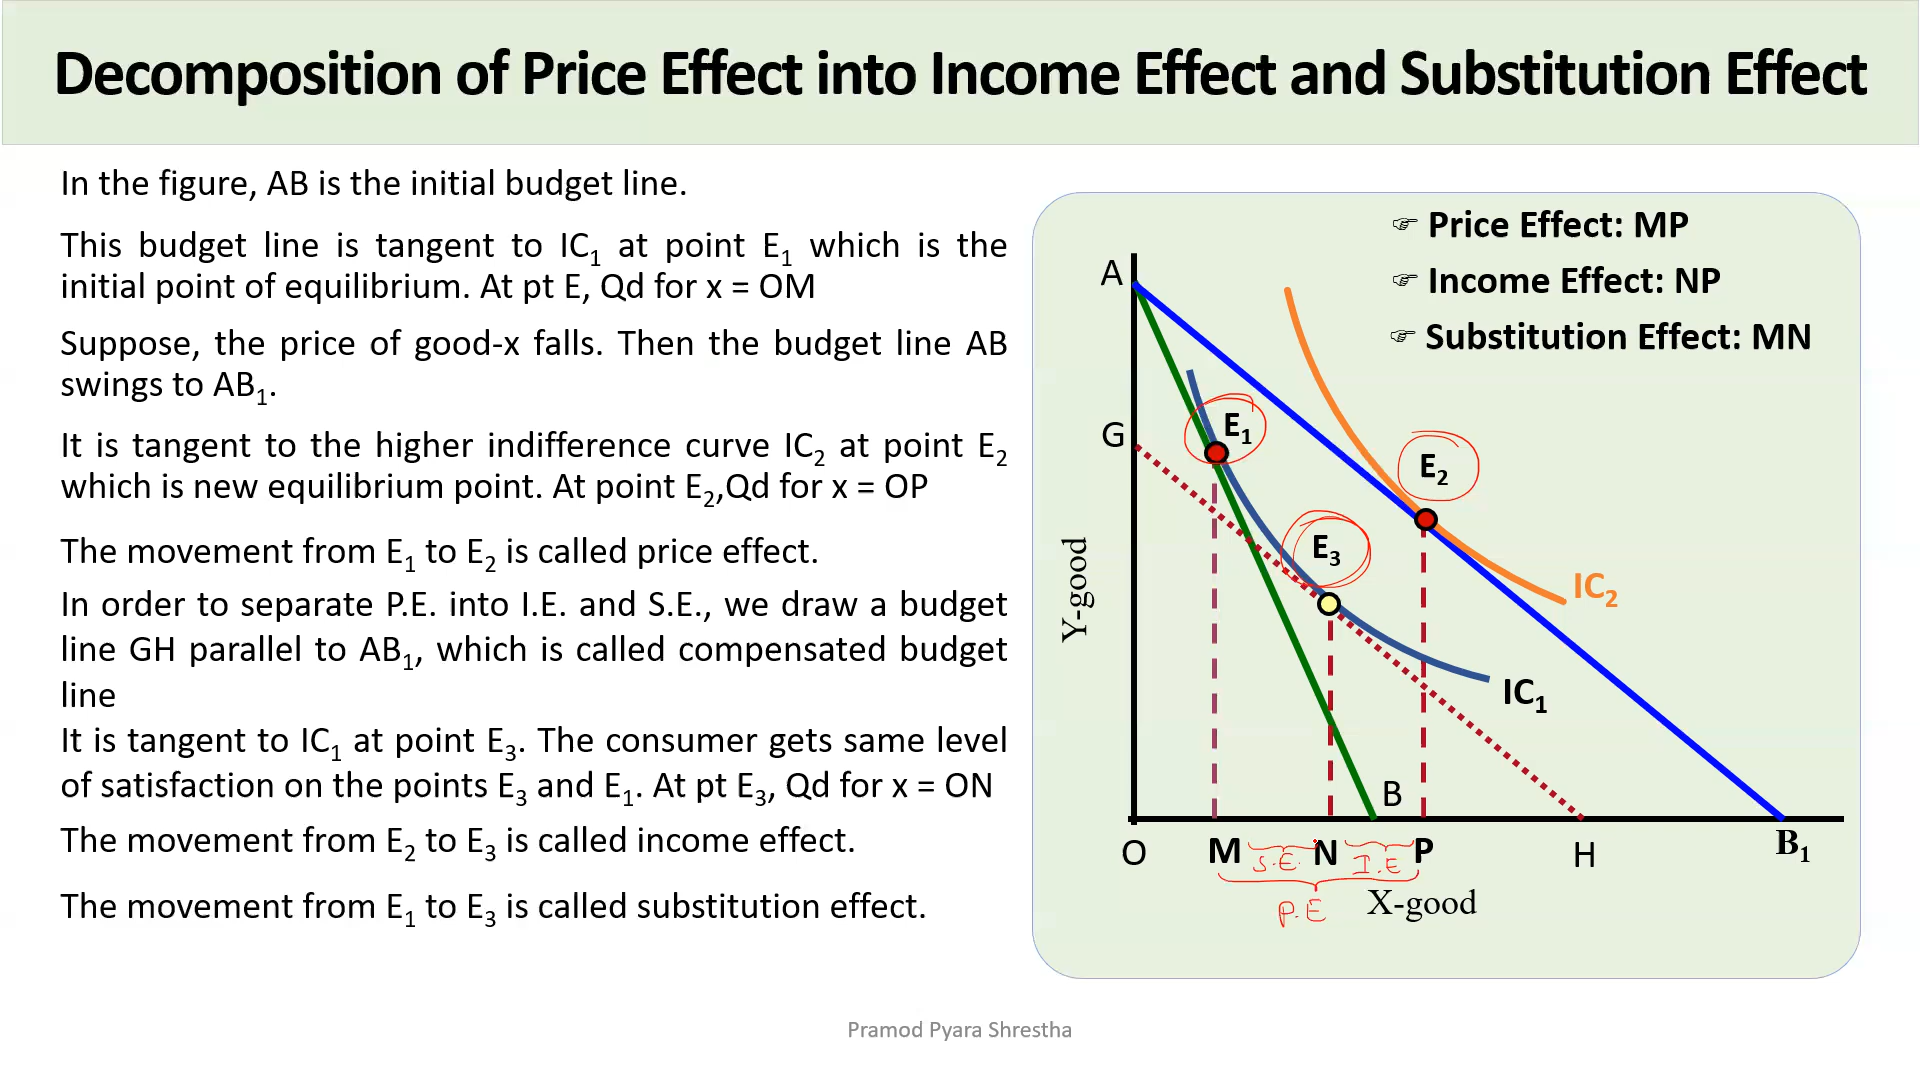 Decomposition of Price Effect into Income Effect and Substitution Effect
In the figure, AB is the initial budget line.
This budget line is tangent to IC₁ at point E₁ which is the
initial point of equilibrium. At pt E, Qd for x = OM
Suppose, the price of good-x falls. Then the budget line AB
swings to AB₁.
It is tangent to the higher indifference curve IC₂ at point E₂
which is new equilibrium point. At point E₂,Qd for x = OP
The movement from E₁ to E₂ is called price effect.
In order to separate P.E. into I.E. and S.E., we draw a budget
line GH parallel to AB₁, which is called compensated budget
line
It is tangent to IC₁ at point E₃. The consumer gets same level
of satisfaction on the points E₃ and E₁. At pt E₃, Qd for x = ON
The movement from E₂ to E₃ is called income effect.
The movement from E₁ to E₃ is called substitution effect.
☞ Price Effect: MP
☞ Income Effect: NP
☞ Substitution Effect: MN
A
G
E₁
E₂
E₃
Y-good
IC₂
IC₁
B
O
M
S.E.
N
I.E
P
H
B₁
P.E
X-good
Pramod Pyara Shrestha